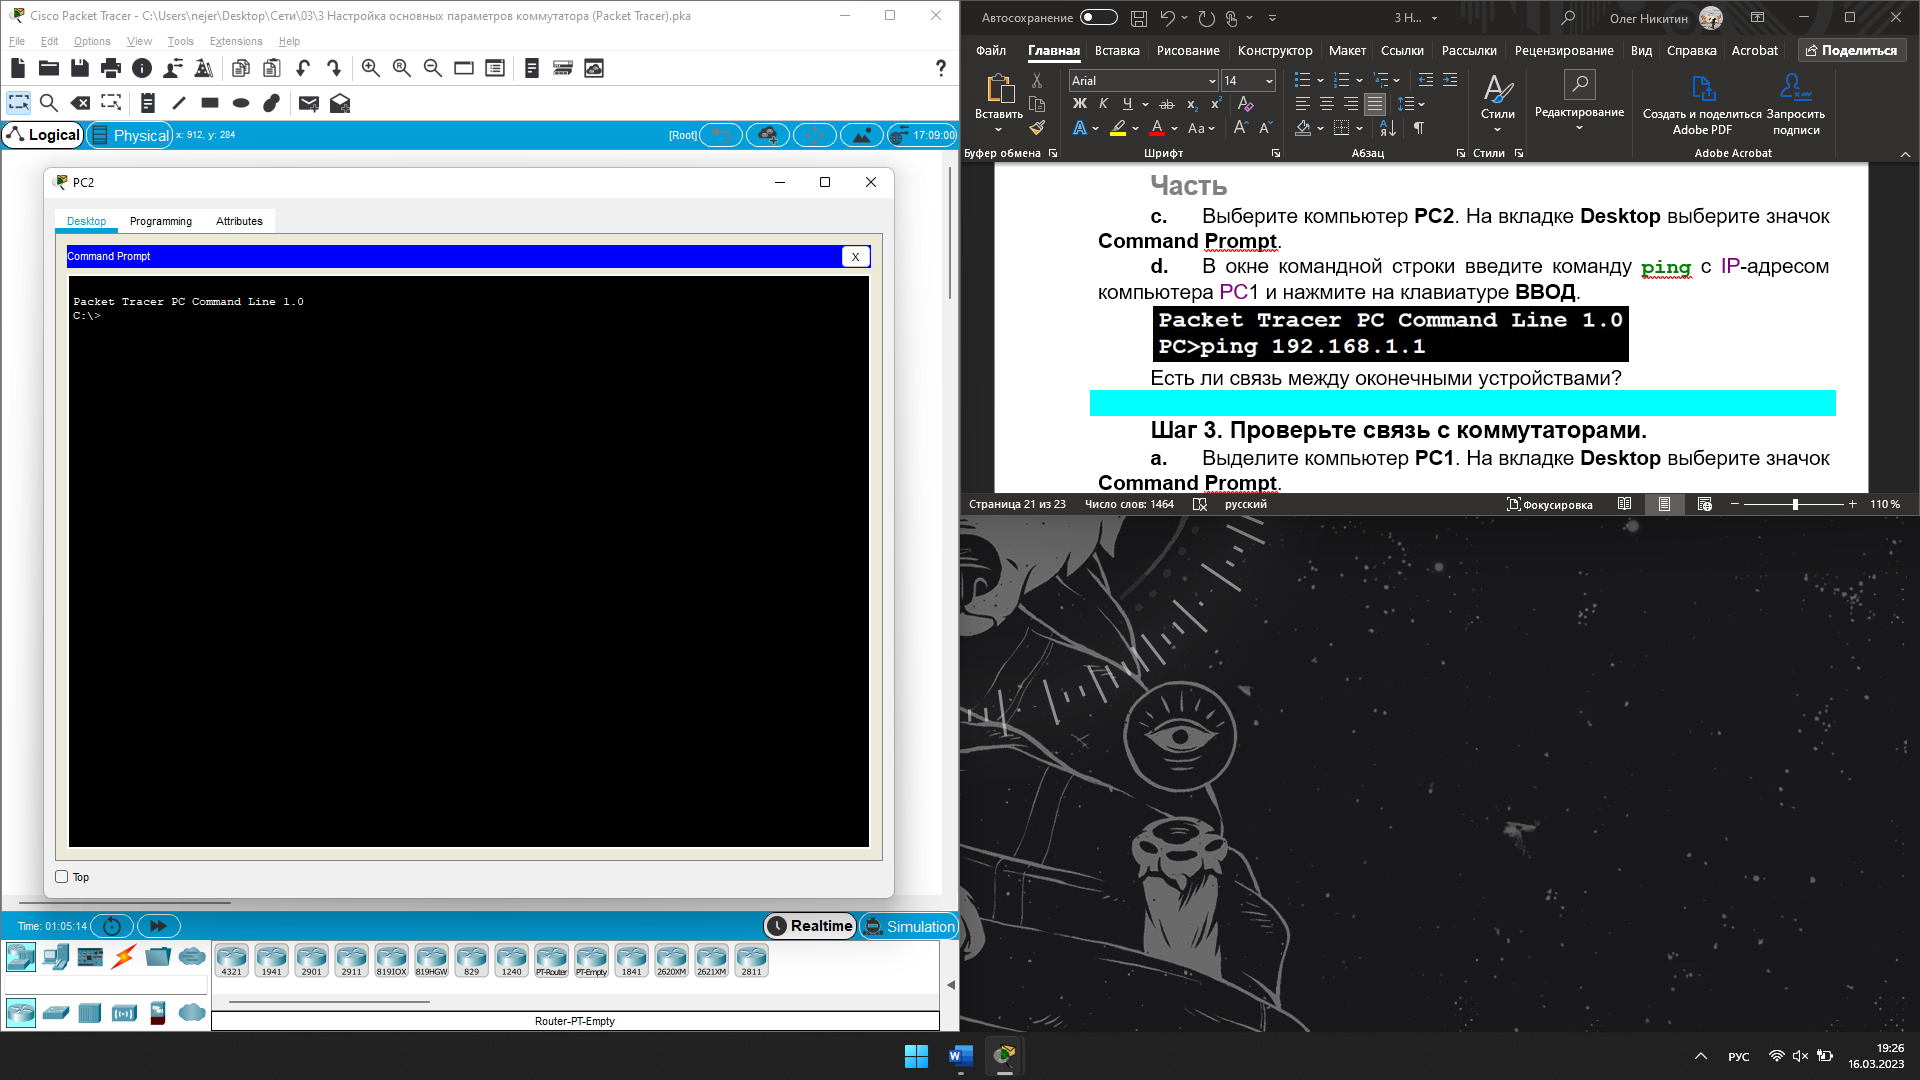 Cisco Packet Tracer - C:\Users\nejer\Desktop\Сети\03\3 Настройка основных параметров коммутатора (Packet Tracer).pka
File Edit Options View Tools Extensions Help
Logical
Physical
x: 912, y: 284
[Root]
17:09:00
PC2
Desktop Programming Attributes
Command Prompt
X
Packet Tracer PC Command Line 1.0
C:\>
Top
Time: 01:05:14
Realtime
Simulation
4321 1941 2901 2911 819IOX 819HGW 829 1240 PT-Router PT-Empty 1841 2620XM 2621XM 2811
Router-PT-Empty
Автосохранение
3 Н...
Олег Никитин
Файл Главная Вставка Рисование Конструктор Макет Ссылки Рассылки Рецензирование Вид Справка Acrobat
Поделиться
Arial
14
Вставить
Стили
Редактирование
Создать и поделиться Adobe PDF
Запросить подписи
Буфер обмена
Шрифт
Абзац
Стили
Adobe Acrobat
Часть
c. Выберите компьютер PC2. На вкладке Desktop выберите значок
Command Prompt.
d. В окне командной строки введите команду ping с IP-адресом
компьютера PC1 и нажмите на клавиатуре ВВОД.
Packet Tracer PC Command Line 1.0
PC>ping 192.168.1.1
Есть ли связь между оконечными устройствами?
Шаг 3. Проверьте связь с коммутаторами.
a. Выделите компьютер PC1. На вкладке Desktop выберите значок
Command Prompt.
Страница 21 из 23
Число слов: 1464
русский
Фокусировка
110 %
РУС
19:26
16.03.2023